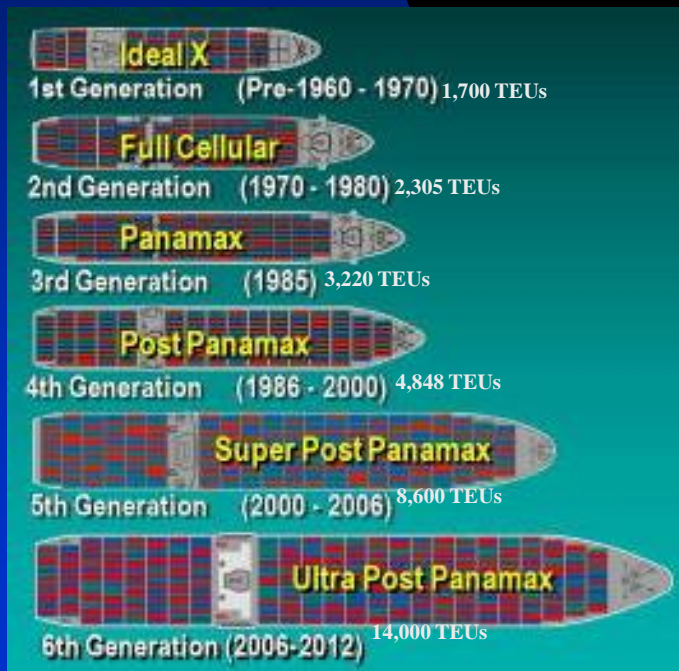 Ideal X
1st Generation (Pre-1960 - 1970) 1,700 TEUs
Full Cellular
2nd Generation (1970 - 1980) 2,305 TEUs
Panamax
3rd Generation (1985) 3,220 TEUs
Post Panamax
4th Generation (1986 - 2000) 4,848 TEUs
Super Post Panamax
5th Generation (2000 - 2006) 8,600 TEUs
Ultra Post Panamax
6th Generation (2006-2012) 14,000 TEUs